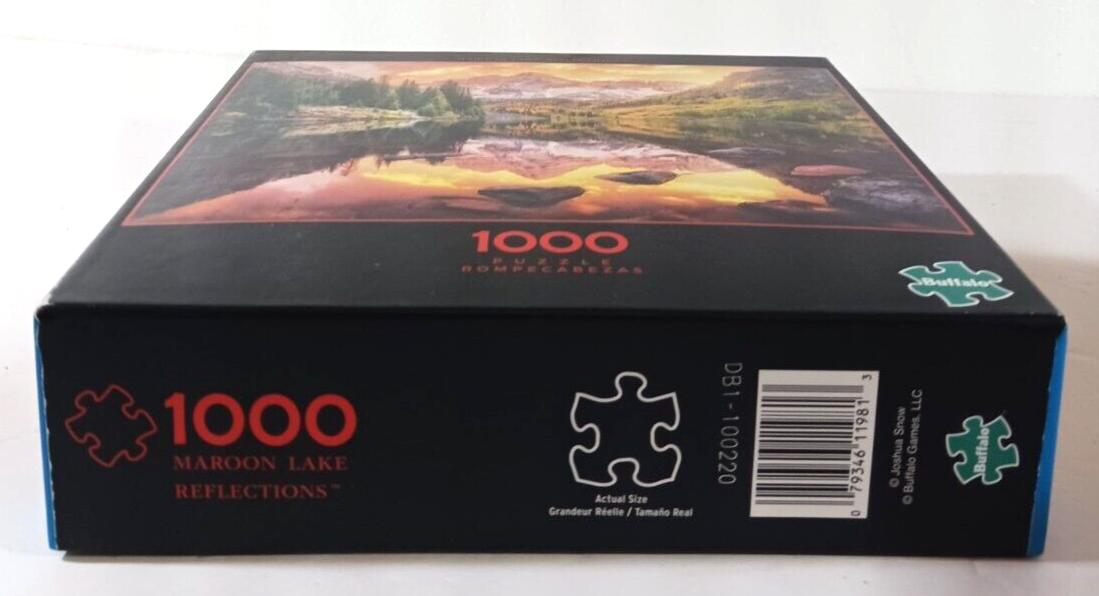 1000
PUZZLE
ROMPECABEZAS
Buffalo
1000
MAROON LAKE
REFLECTIONS™
Actual Size
Grandeur Réelle / Tamaño Real
DB1-100220
0 79346 11981 3
© Joshua Snow
© Buffalo Games, LLC
Buffalo